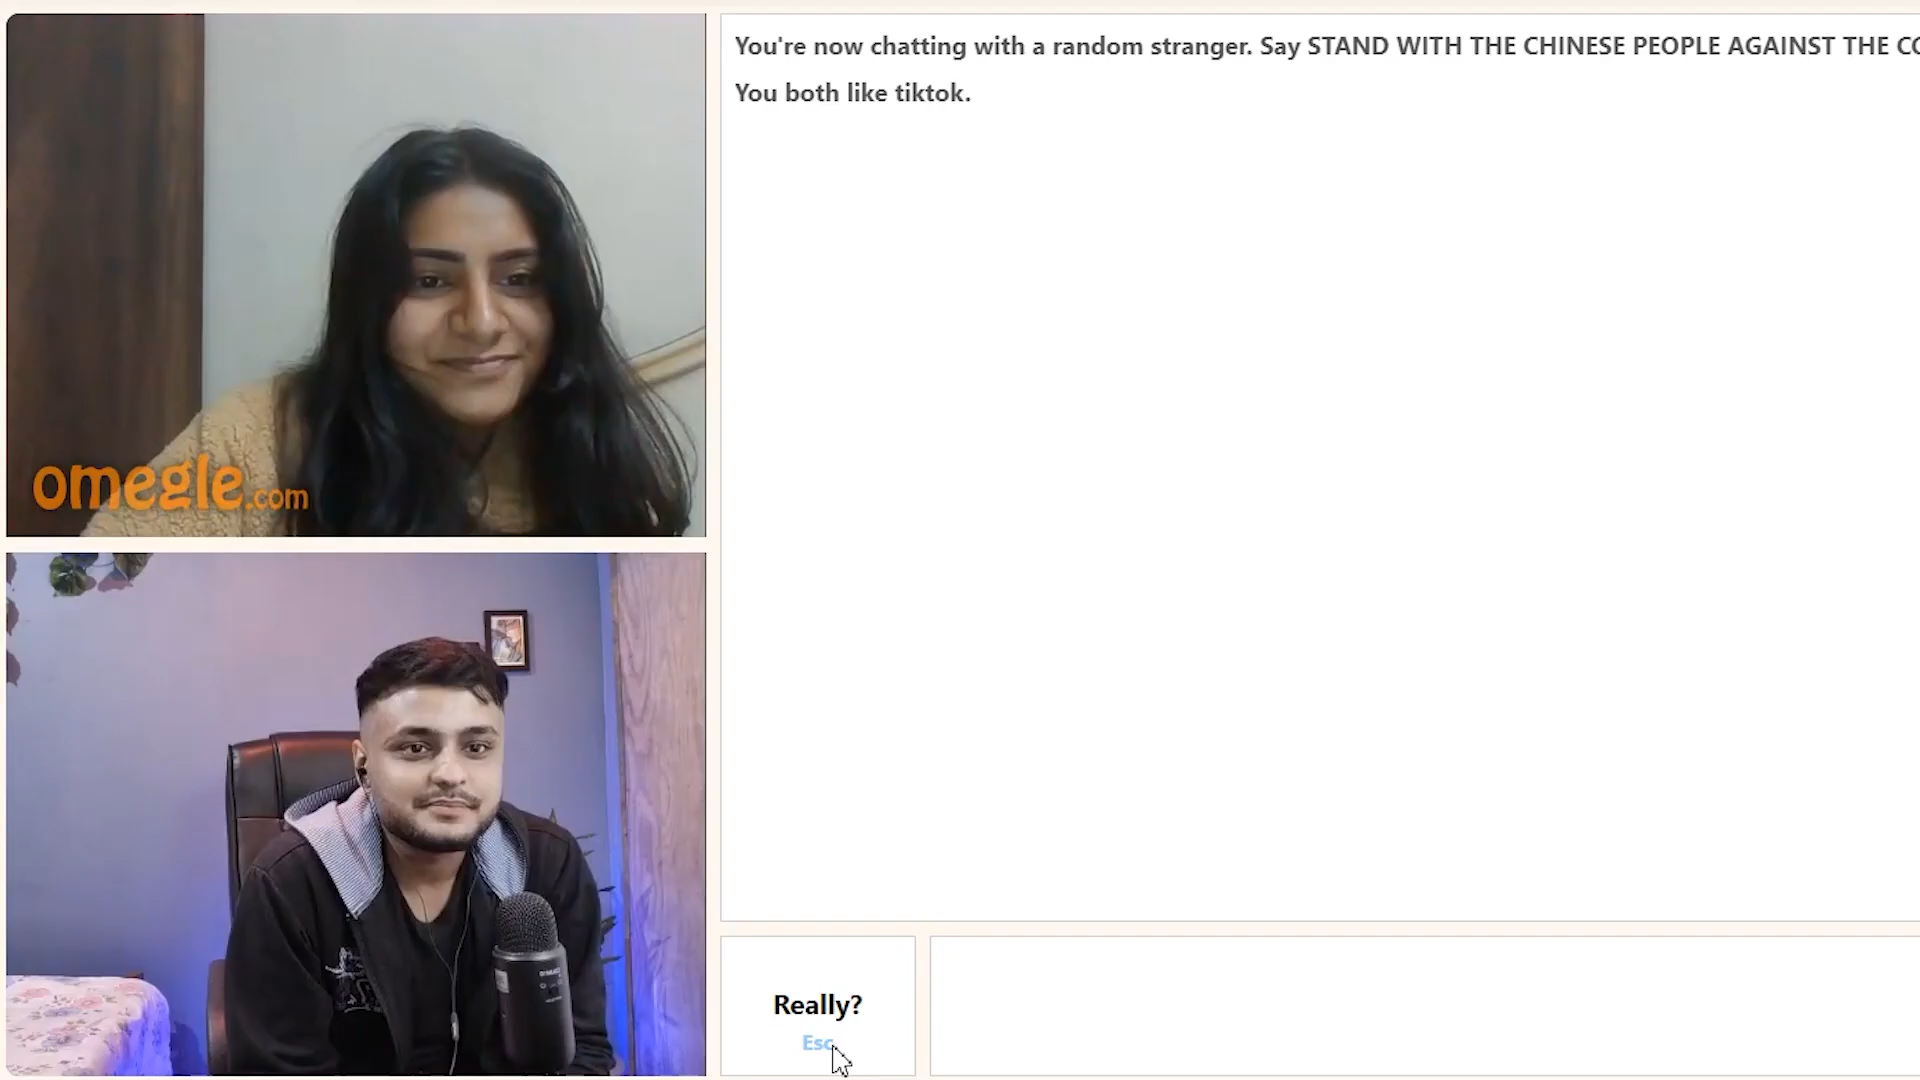 You're now chatting with a random stranger. Say STAND WITH THE CHINESE PEOPLE AGAINST THE
You both like tiktok.
omegle.com
Really?
Esc